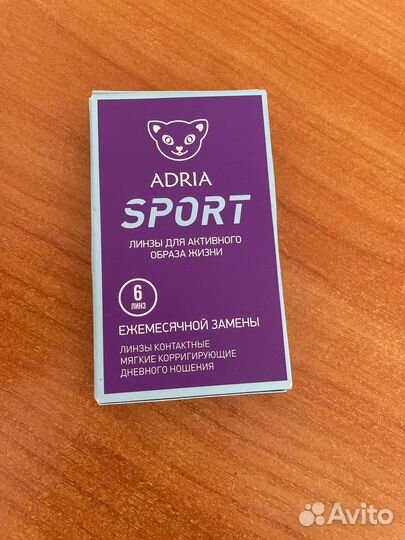 ADRIA
SPORT
ЛИНЗЫ ДЛЯ АКТИВНОГО
ОБРАЗА ЖИЗНИ
6
ЛИНЗ
ЕЖЕМЕСЯЧНОЙ ЗАМЕНЫ
ЛИНЗЫ КОНТАКТНЫЕ
МЯГКИЕ КОРРИГИРУЮЩИЕ
ДНЕВНОГО НОШЕНИЯ
Avito